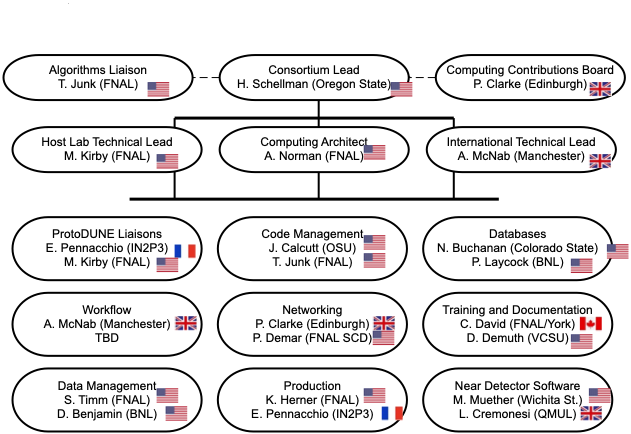 Algorithms Liaison
T. Junk (FNAL)
Consortium Lead
H. Schellman (Oregon State)
Computing Contributions Board
P. Clarke (Edinburgh)
Host Lab Technical Lead
M. Kirby (FNAL)
Computing Architect
A. Norman (FNAL)
International Technical Lead
A. McNab (Manchester)
ProtoDUNE Liaisons
E. Pennacchio (IN2P3)
M. Kirby (FNAL)
Code Management
J. Calcutt (OSU)
T. Junk (FNAL)
Databases
N. Buchanan (Colorado State)
P. Laycock (BNL)
Workflow
A. McNab (Manchester)
TBD
Networking
P. Clarke (Edinburgh)
P. Demar (FNAL SCD)
Training and Documentation
C. David (FNAL/York)
D. Demuth (VCSU)
Data Management
S. Timm (FNAL)
D. Benjamin (BNL)
Production
K. Herner (FNAL)
E. Pennacchio (IN2P3)
Near Detector Software
M. Muether (Wichita St.)
L. Cremonesi (QMUL)